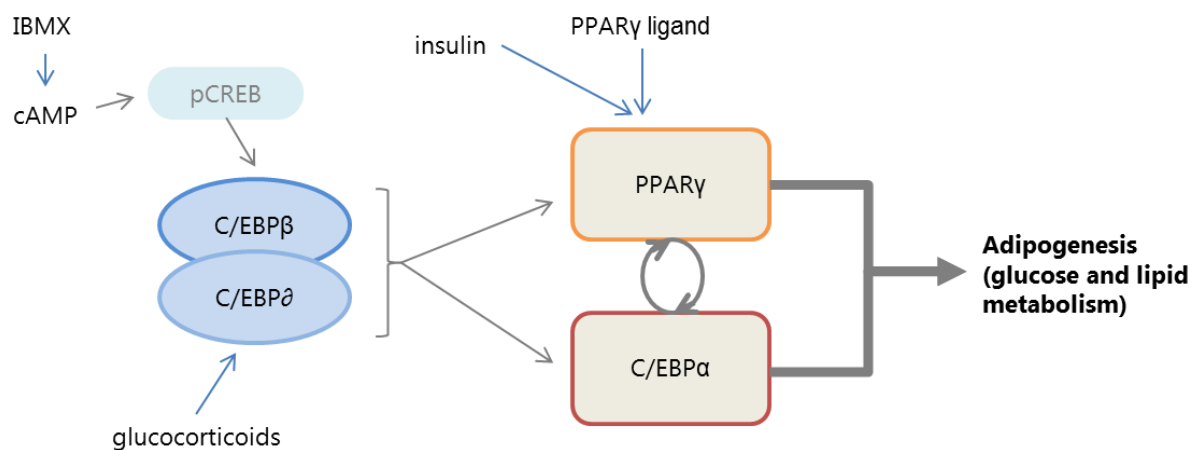 IBMX
cAMP
pCREB
C/EBPβ
C/EBP∂
glucocorticoids
insulin
PPARγ ligand
PPARγ
C/EBPα
Adipogenesis
(glucose and lipid
metabolism)